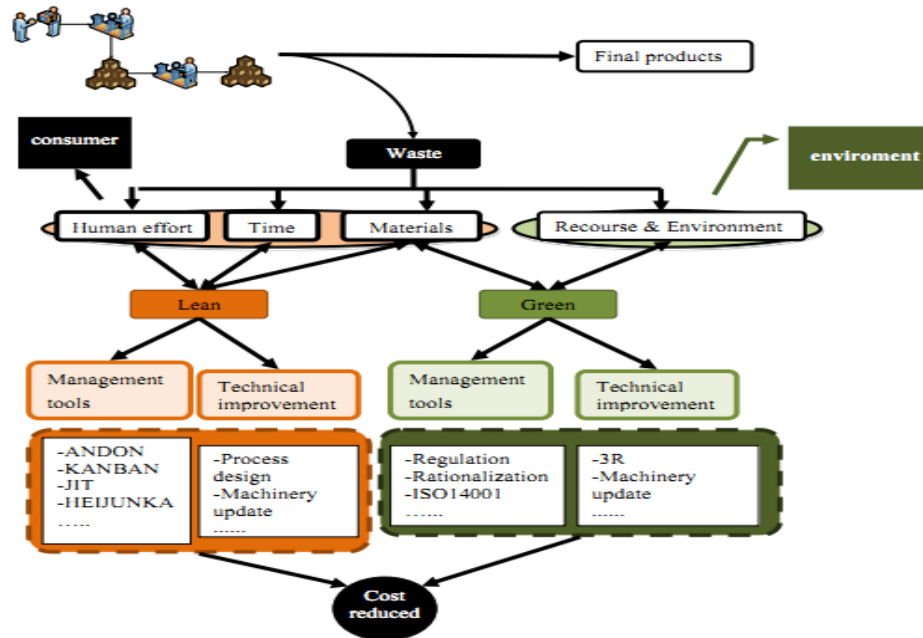 Final products
consumer
Waste
enviroment
Human effort
Time
Materials
Recourse & Environment
Lean
Green
Management
tools
Technical
improvement
Management
tools
Technical
improvement
-ANDON
-KANBAN
-JIT
-HEIJUNKA
…..
-Process
design
-Machinery
update
......
-Regulation
-Rationalization
-ISO14001
……
-3R
-Machinery
update
......
Cost
reduced